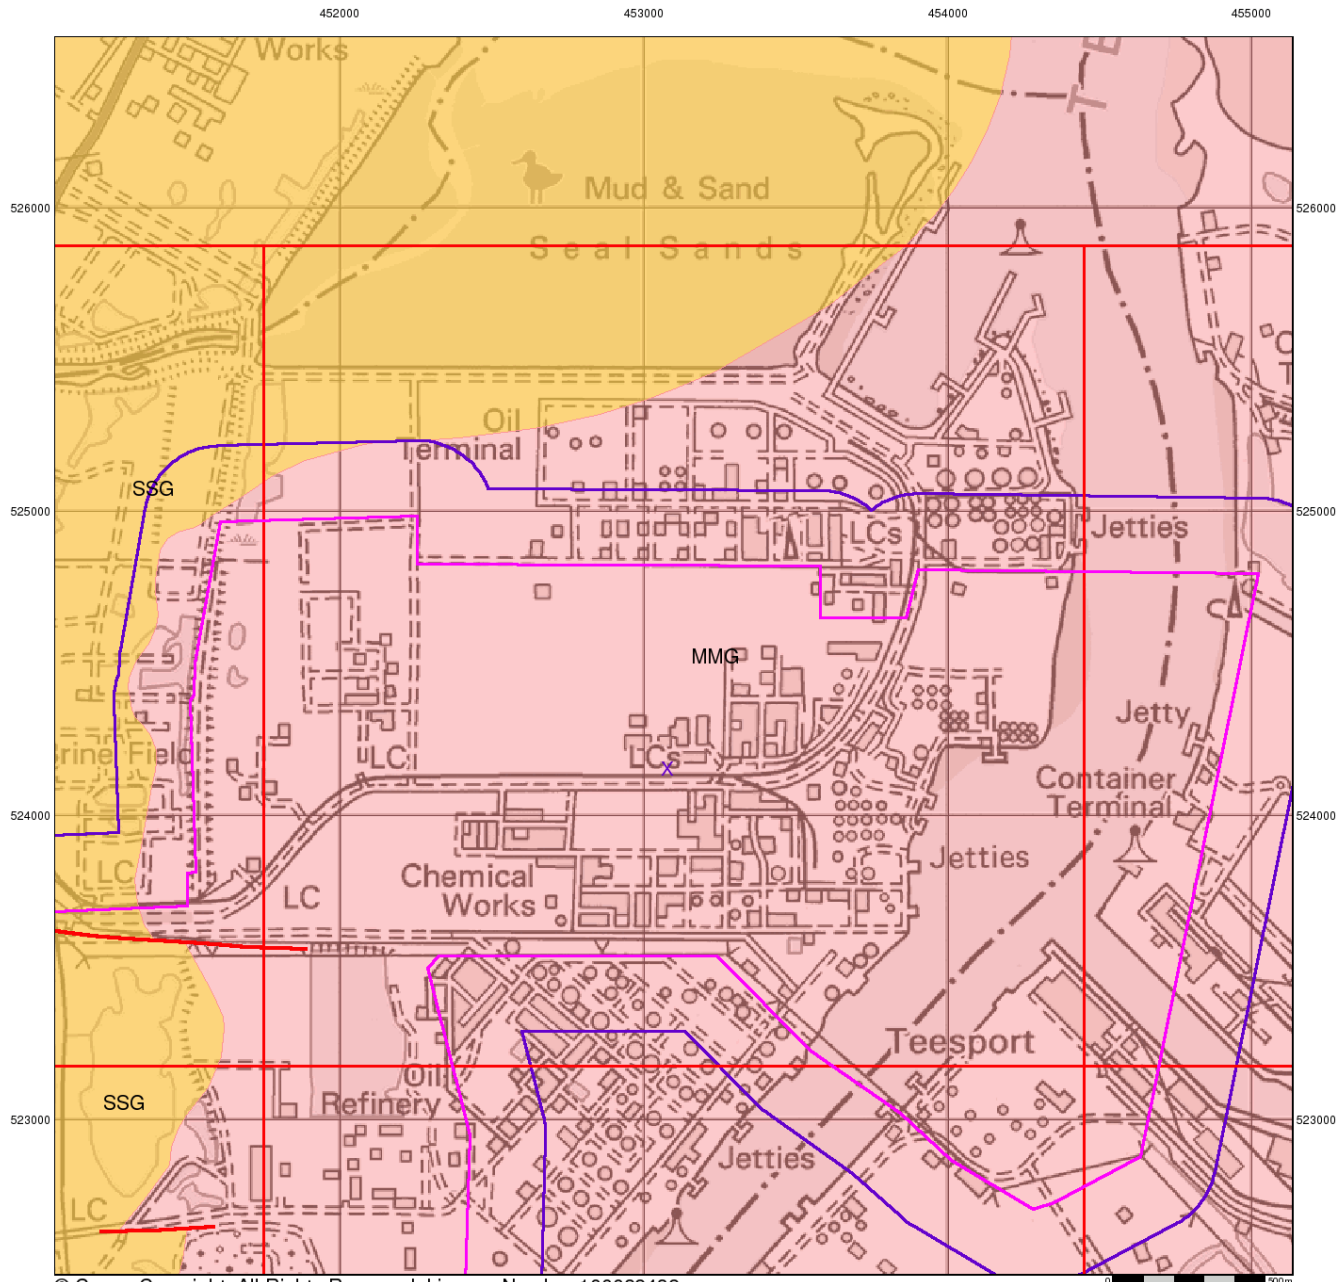 452000 453000 454000 455000
Works
T E
Mud & Sand
526000 526000
Seal Sands
Oil
Terminal
SSG
525000 525000
LCs
Jetties
MMG
Jetty
Brine Field
LC
LCs
Container
Terminal
524000 524000
LC
Chemical
Works
LC
Jetties
Teesport
Oil
Refinery
SSG
523000 523000
Jetties
LC
0 500m